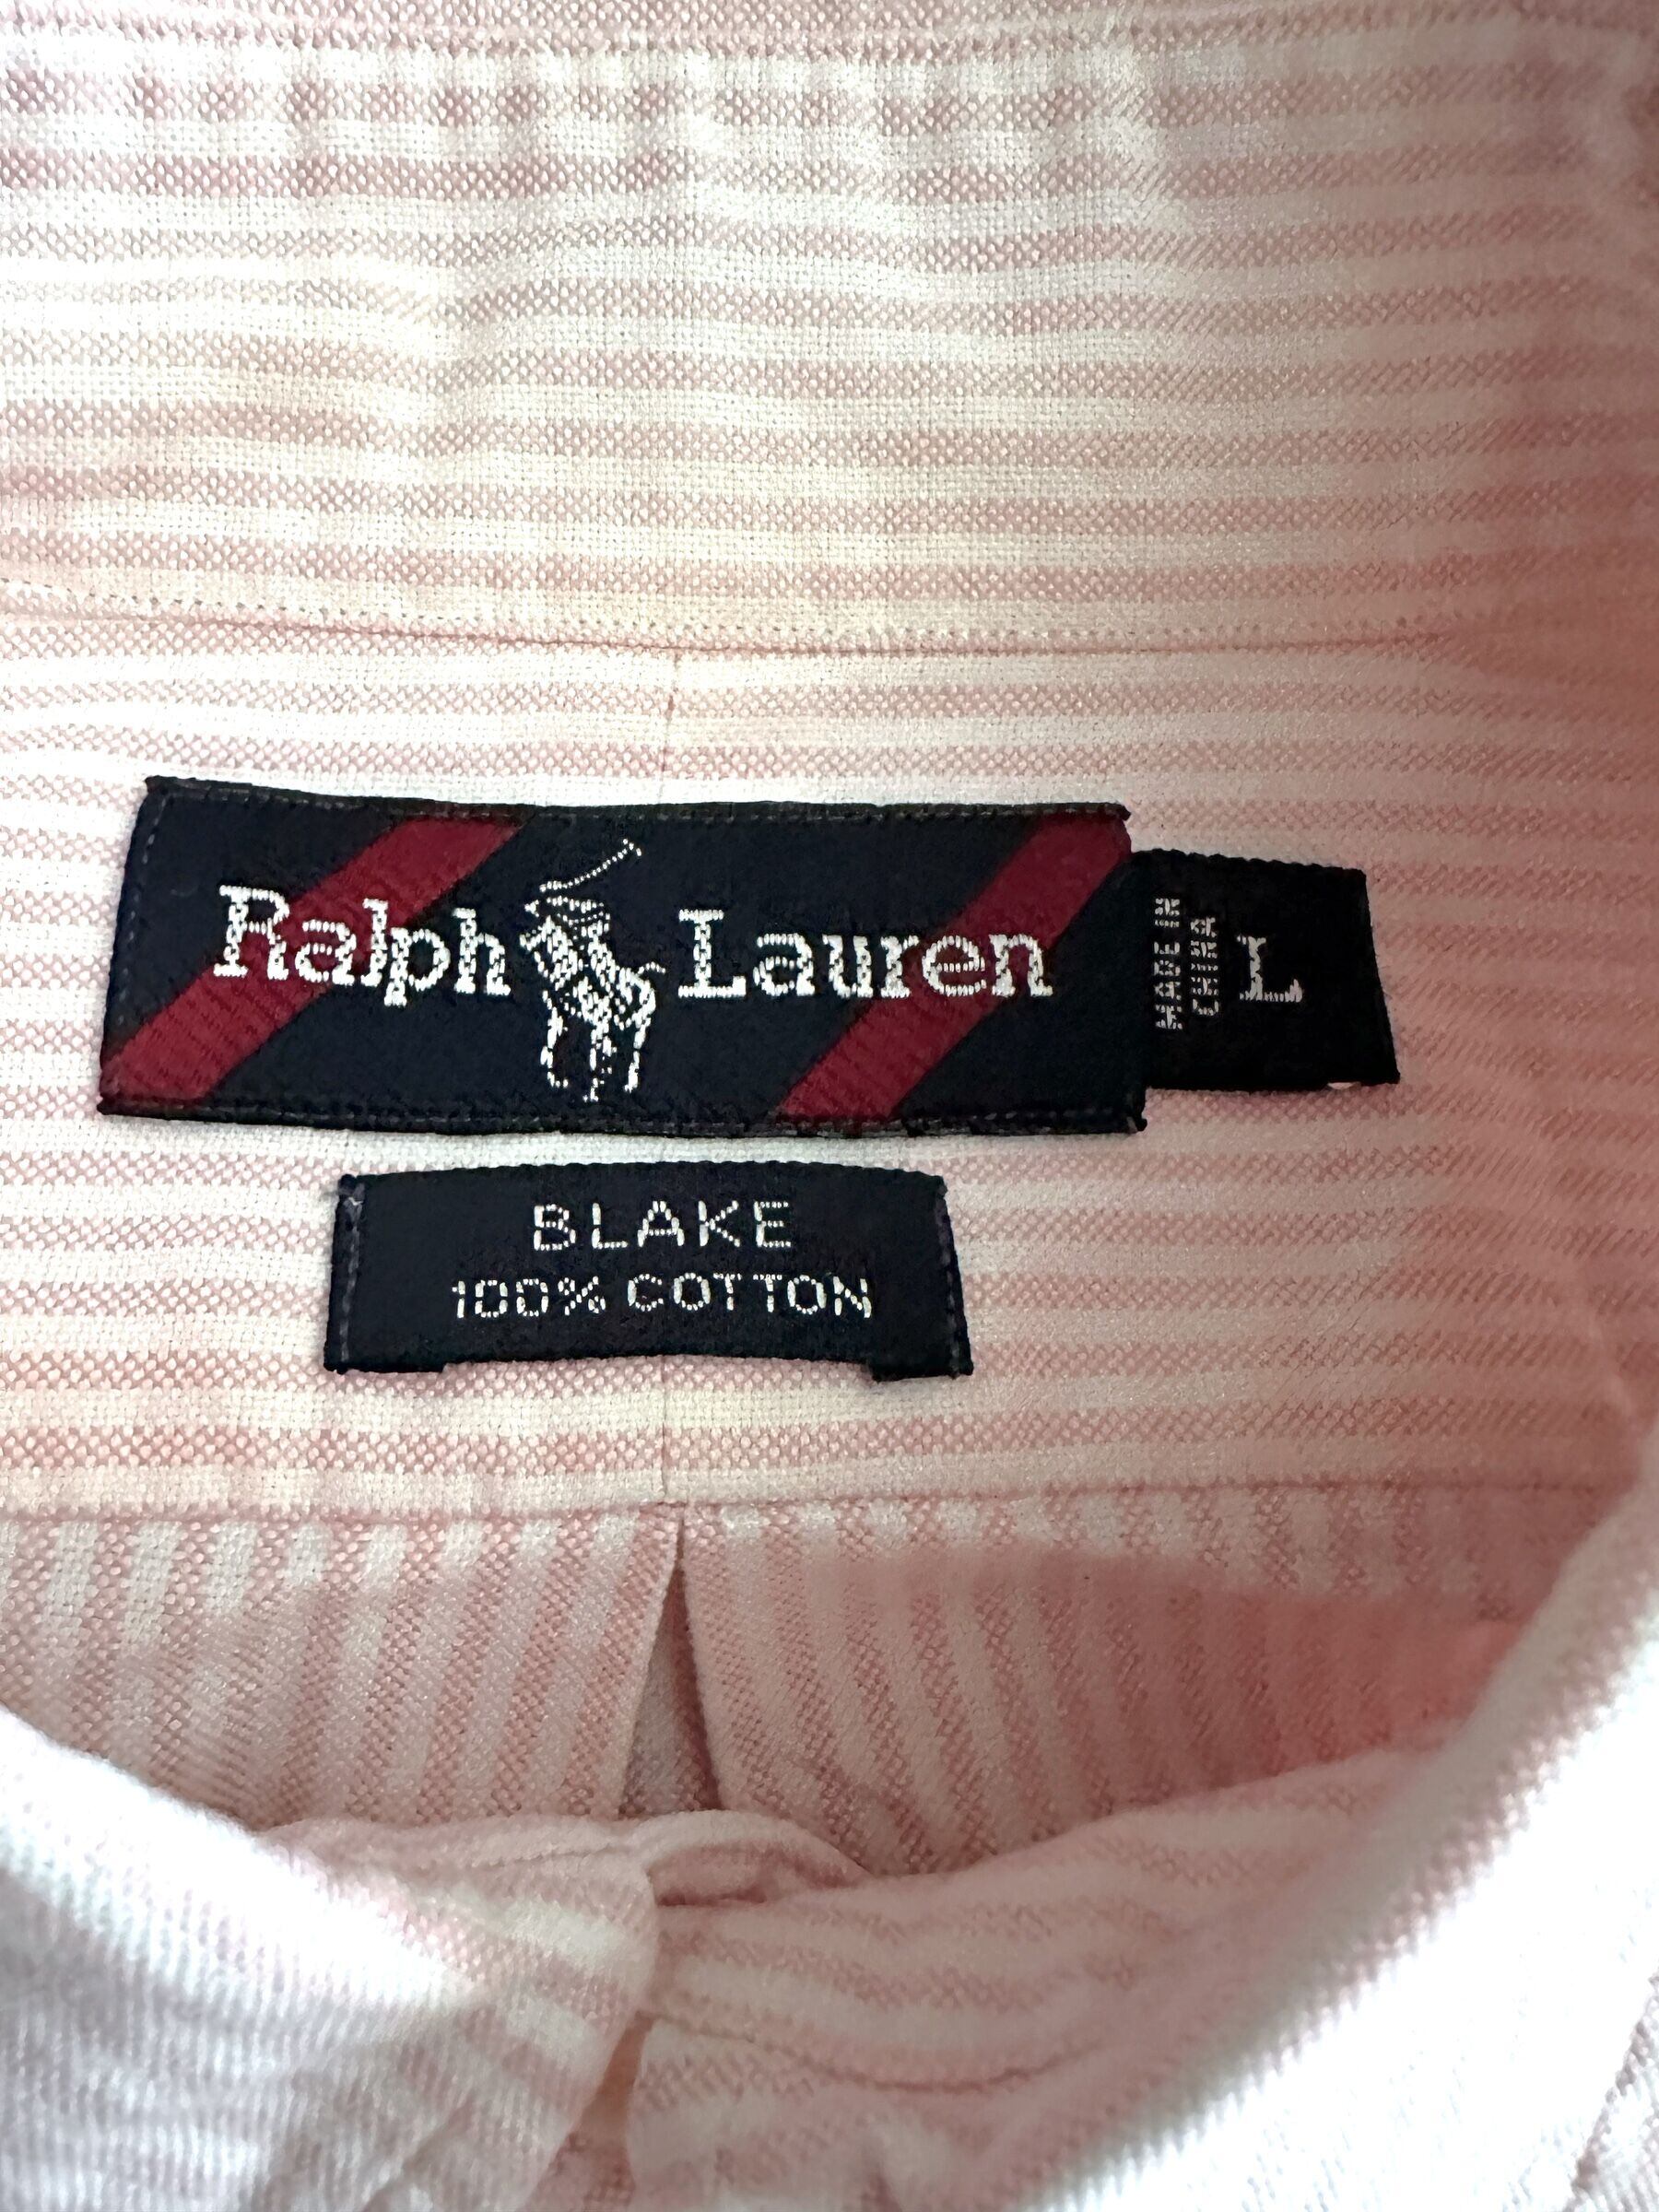 Ralph Lauren
MADE IN
CHINA
L
BLAKE
100% COTTON